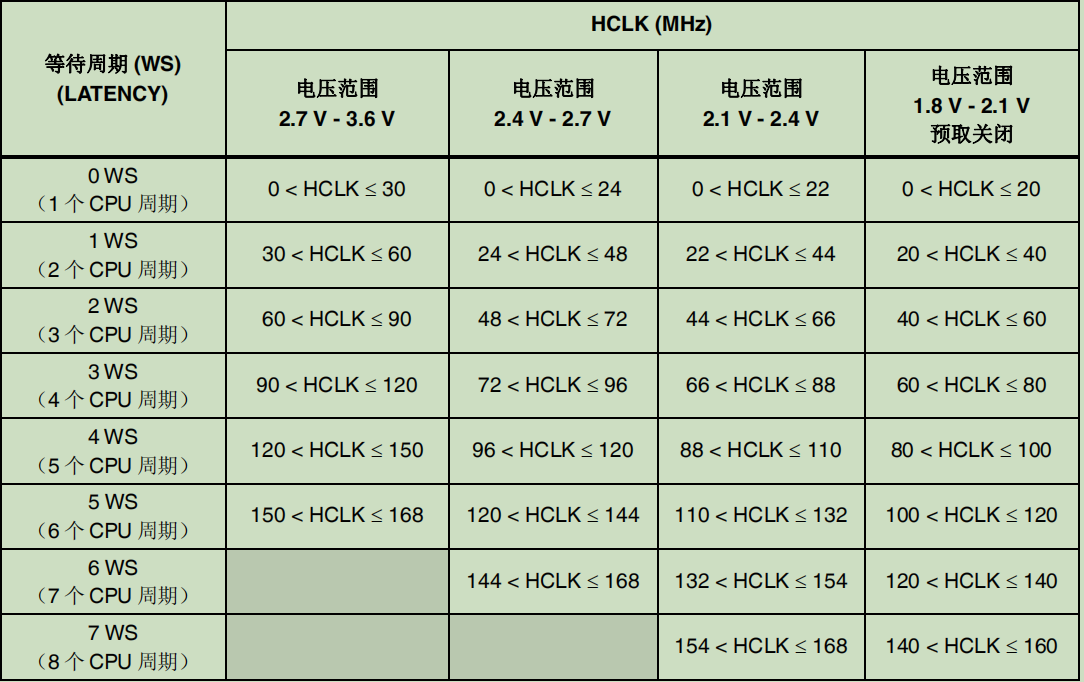 等待周期 (WS)
(LATENCY)
HCLK (MHz)
电压范围
2.7 V - 3.6 V
电压范围
2.4 V - 2.7 V
电压范围
2.1 V - 2.4 V
电压范围
1.8 V - 2.1 V
预取关闭
0 WS
（1 个 CPU 周期）
0 < HCLK ≤ 30
0 < HCLK ≤ 24
0 < HCLK ≤ 22
0 < HCLK ≤ 20
1 WS
（2 个 CPU 周期）
30 < HCLK ≤ 60
24 < HCLK ≤ 48
22 < HCLK ≤ 44
20 < HCLK ≤ 40
2 WS
（3 个 CPU 周期）
60 < HCLK ≤ 90
48 < HCLK ≤ 72
44 < HCLK ≤ 66
40 < HCLK ≤ 60
3 WS
（4 个 CPU 周期）
90 < HCLK ≤ 120
72 < HCLK ≤ 96
66 < HCLK ≤ 88
60 < HCLK ≤ 80
4 WS
（5 个 CPU 周期）
120 < HCLK ≤ 150
96 < HCLK ≤ 120
88 < HCLK ≤ 110
80 < HCLK ≤ 100
5 WS
（6 个 CPU 周期）
150 < HCLK ≤ 168
120 < HCLK ≤ 144
110 < HCLK ≤ 132
100 < HCLK ≤ 120
6 WS
（7 个 CPU 周期）
144 < HCLK ≤ 168
132 < HCLK ≤ 154
120 < HCLK ≤ 140
7 WS
（8 个 CPU 周期）
154 < HCLK ≤ 168
140 < HCLK ≤ 160